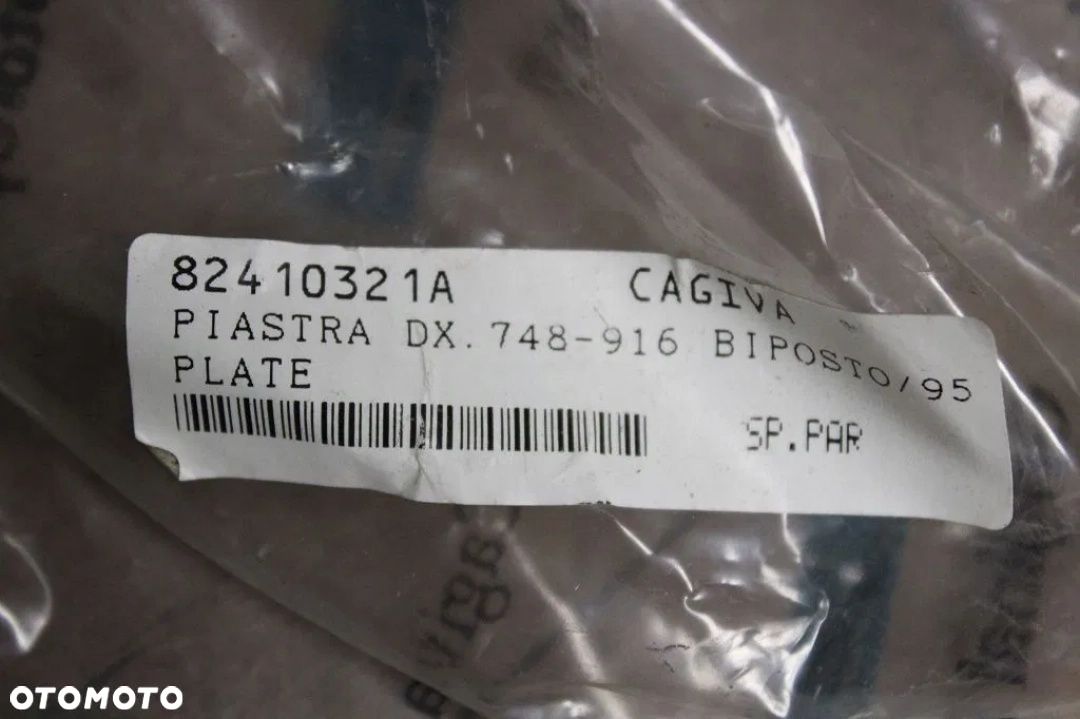 82410321A CAGIVA
PIASTRA DX.748-916 BIPOSTO/95
PLATE
SP.PAR
OTOMOTO